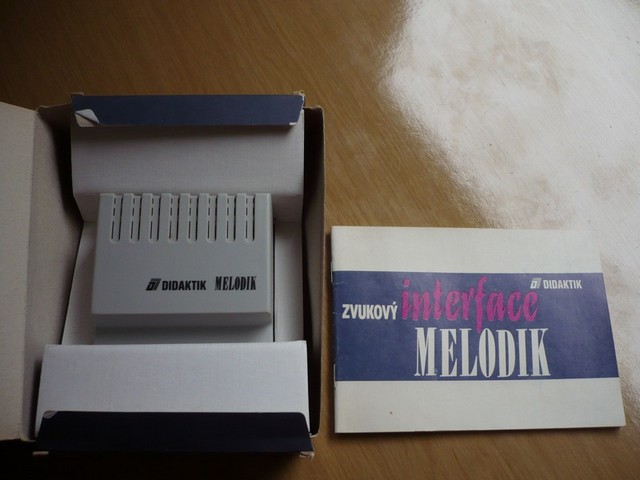 DIDAKTIK MELODIK
DIDAKTIK
ZVUKOVÝ interface
MELODIK